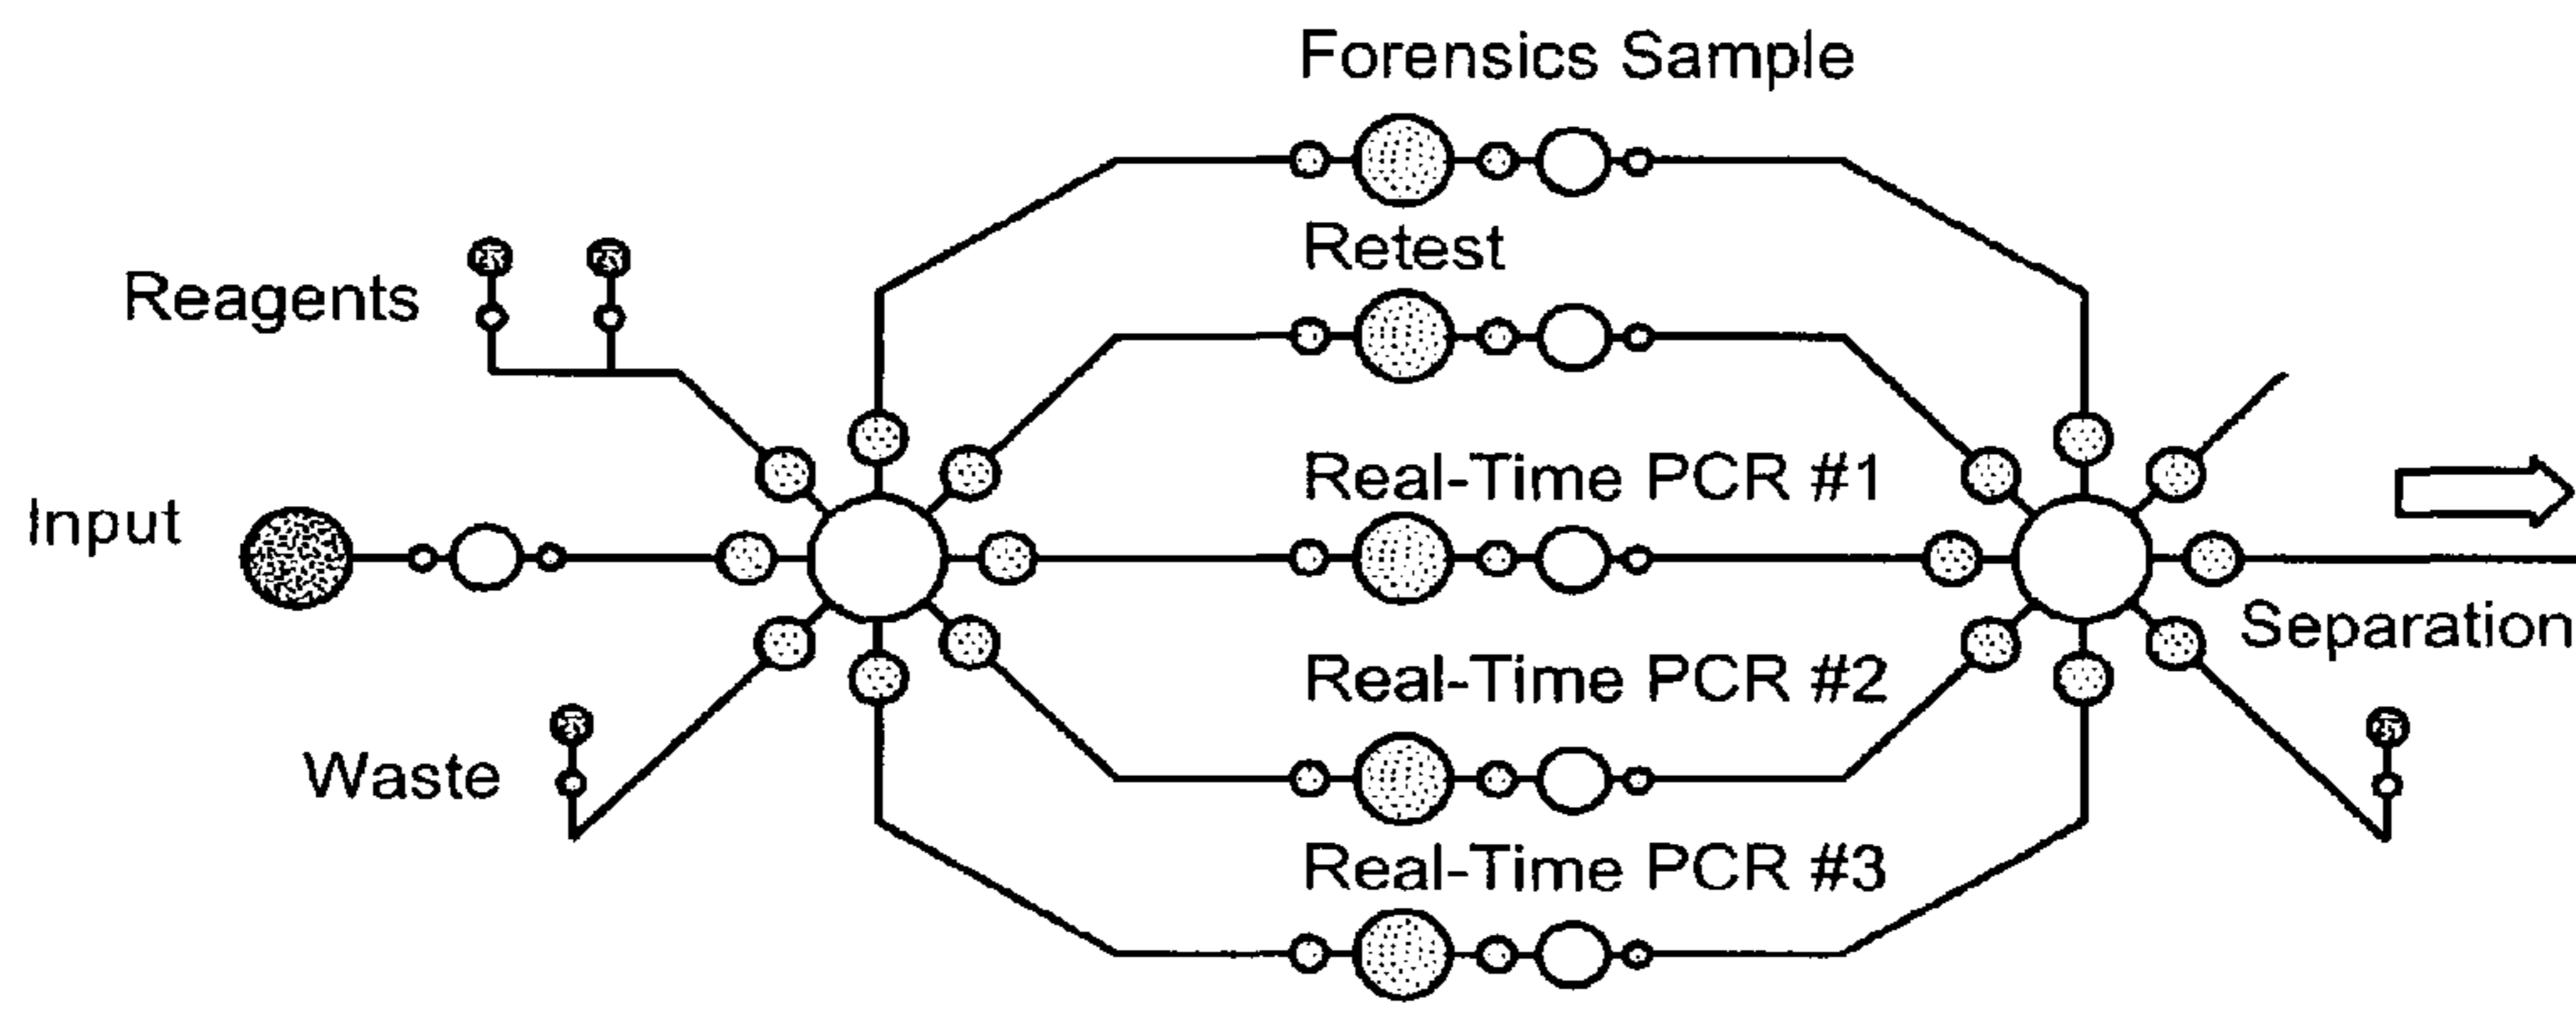 Forensics Sample
Retest
Reagents
Real-Time PCR #1
Input
Separation
Real-Time PCR #2
Waste
Real-Time PCR #3